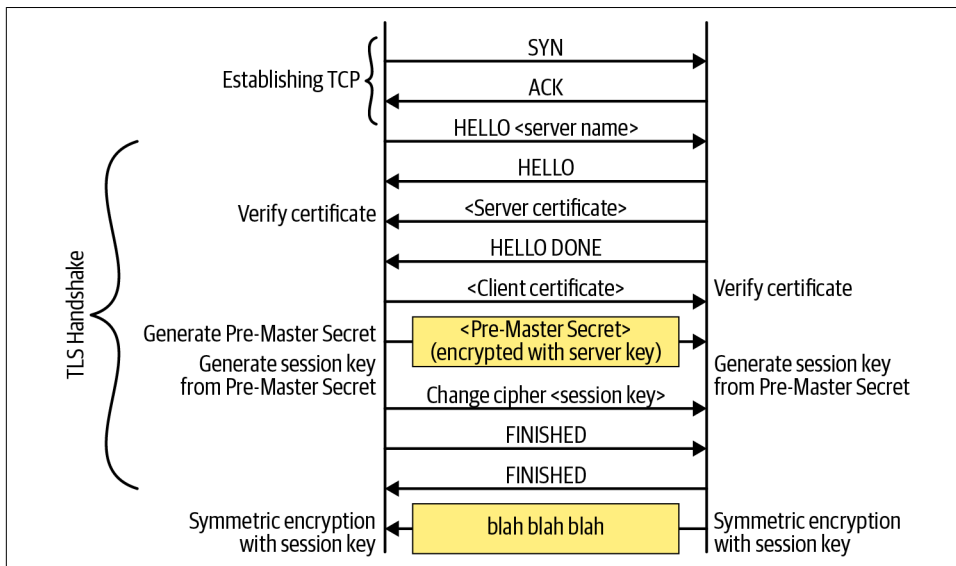 SYN
Establishing TCP
ACK
HELLO <server name>
HELLO
Verify certificate
<Server certificate>
HELLO DONE
TLS Handshake
<Client certificate>
Verify certificate
Generate Pre-Master Secret
<Pre-Master Secret>
(encrypted with server key)
Generate session key
from Pre-Master Secret
Generate session key
from Pre-Master Secret
Change cipher <session key>
FINISHED
FINISHED
Symmetric encryption
with session key
blah blah blah
Symmetric encryption
with session key